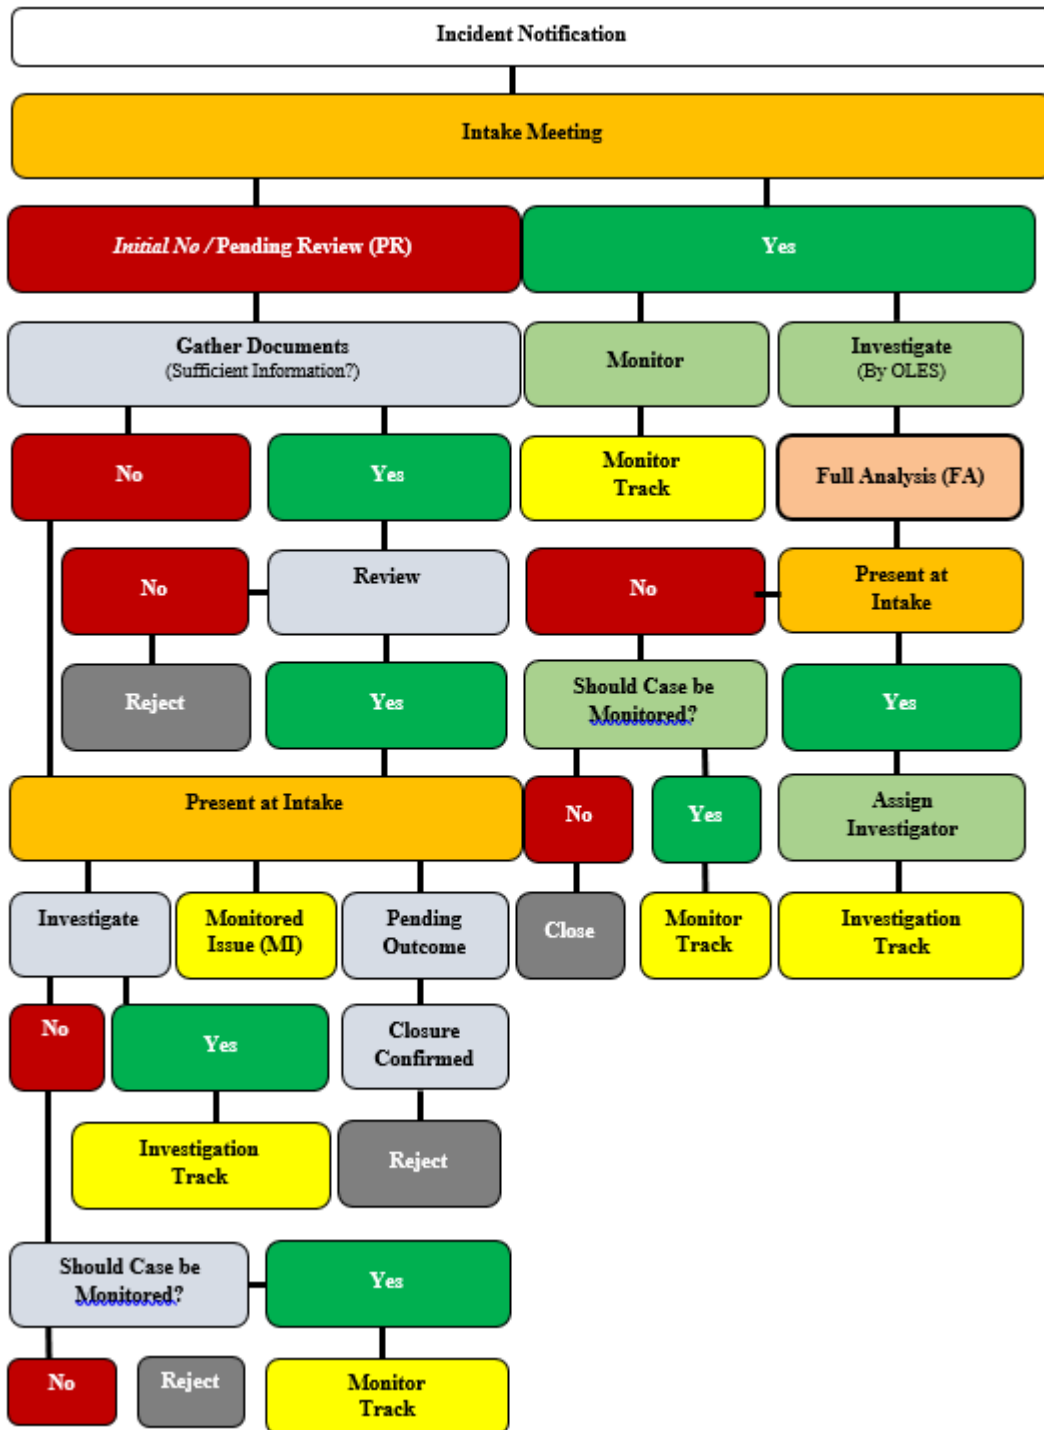 Incident Notification
Intake Meeting
Initial No / Pending Review (PR)
Yes
Gather Documents
(Sufficient Information?)
Monitor
Investigate
(By OLES)
No
Yes
Monitor
Track
Full Analysis (FA)
No
Review
No
Present at
Intake
Reject
Yes
Should Case be
Monitored?
Yes
Present at Intake
No
Yes
Assign
Investigator
Investigate
Monitored
Issue (MI)
Pending
Outcome
Close
Monitor
Track
Investigation
Track
No
Yes
Closure
Confirmed
Investigation
Track
Reject
Should Case be
Monitored?
Yes
No
Reject
Monitor
Track